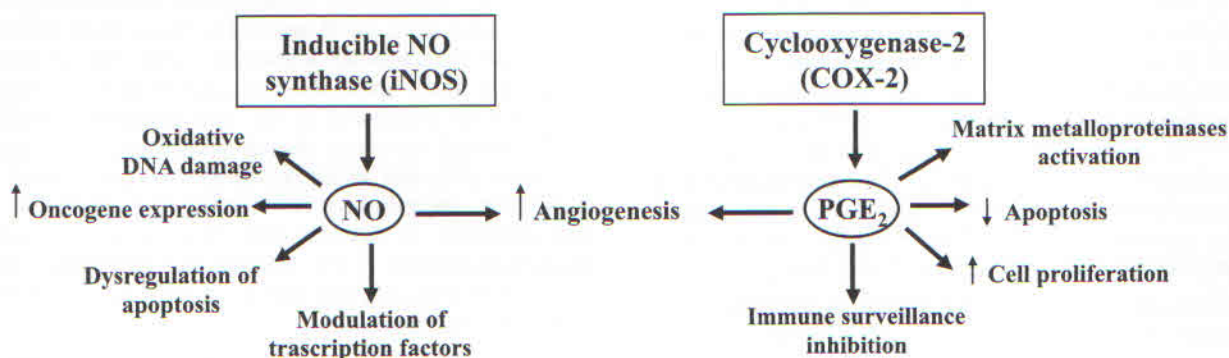 Inducible NO
synthase (iNOS)
Cyclooxygenase-2
(COX-2)
Oxidative
DNA damage
Matrix metalloproteinases
activation
↑ Oncogene expression
NO
↑ Angiogenesis
PGE₂
↓ Apoptosis
Dysregulation of
apoptosis
↑ Cell proliferation
Modulation of
trascription factors
Immune surveillance
inhibition